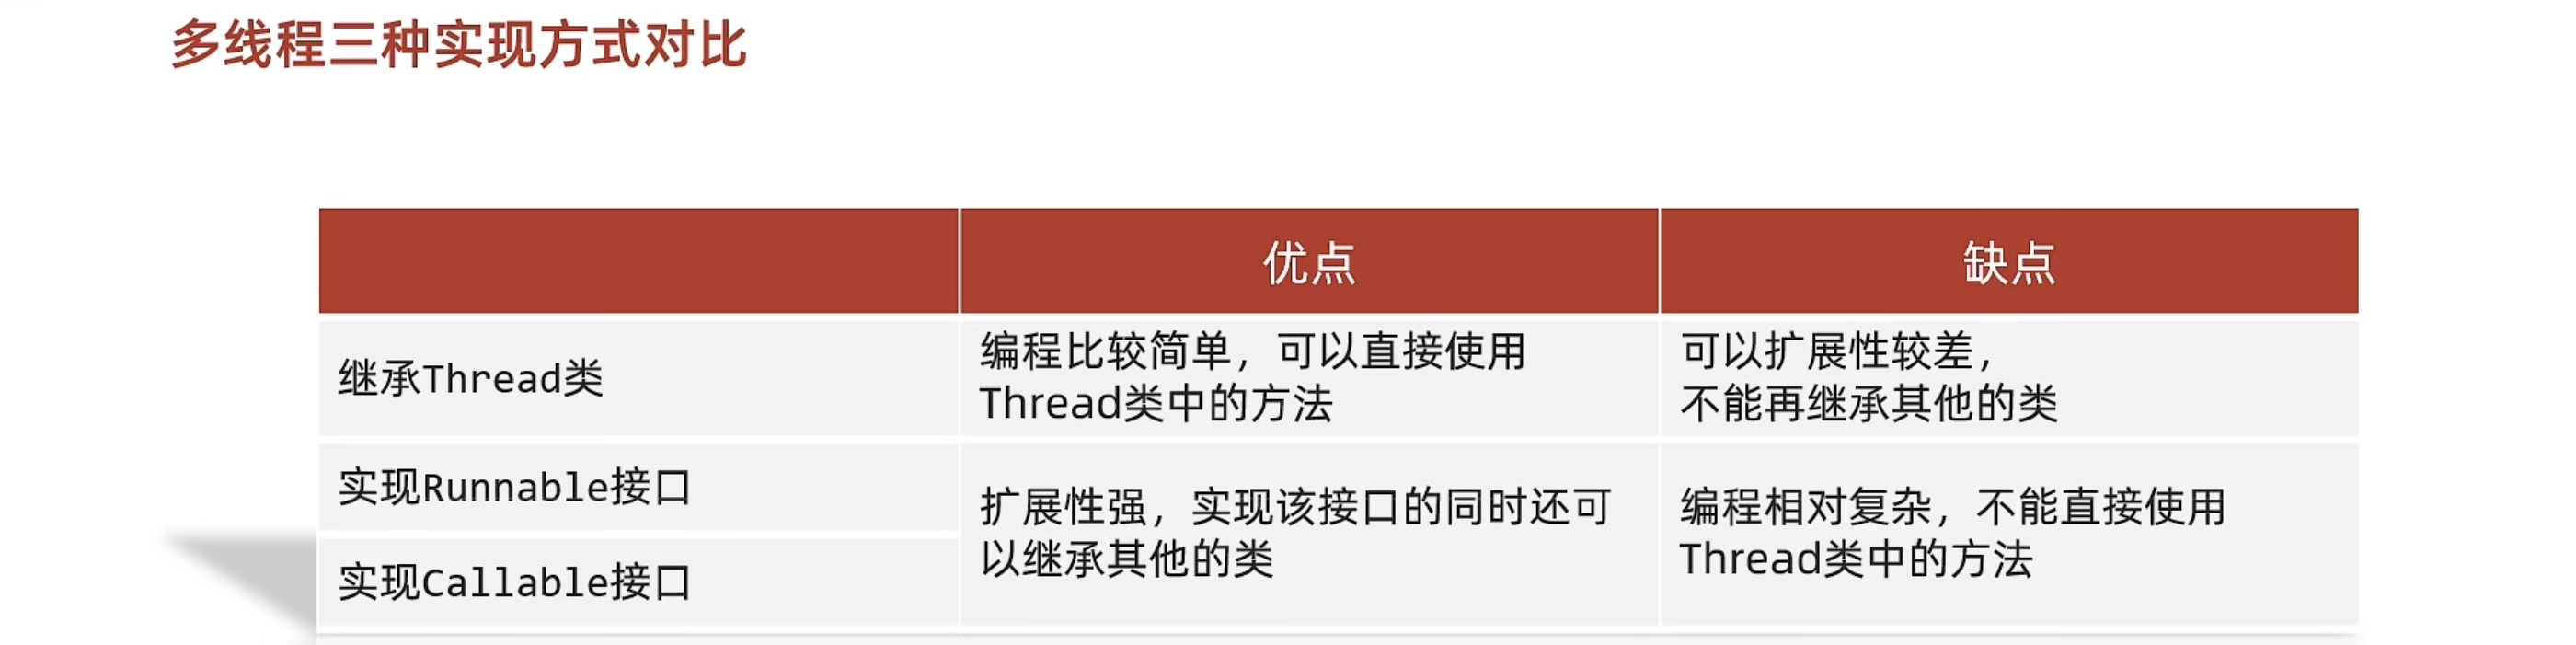 多线程三种实现方式对比
优点
缺点
继承Thread类
编程比较简单，可以直接使用
Thread类中的方法
可以扩展性较差，
不能再继承其他的类
实现Runnable接口
扩展性强，实现该接口的同时还可
以继承其他的类
编程相对复杂，不能直接使用
Thread类中的方法
实现Callable接口